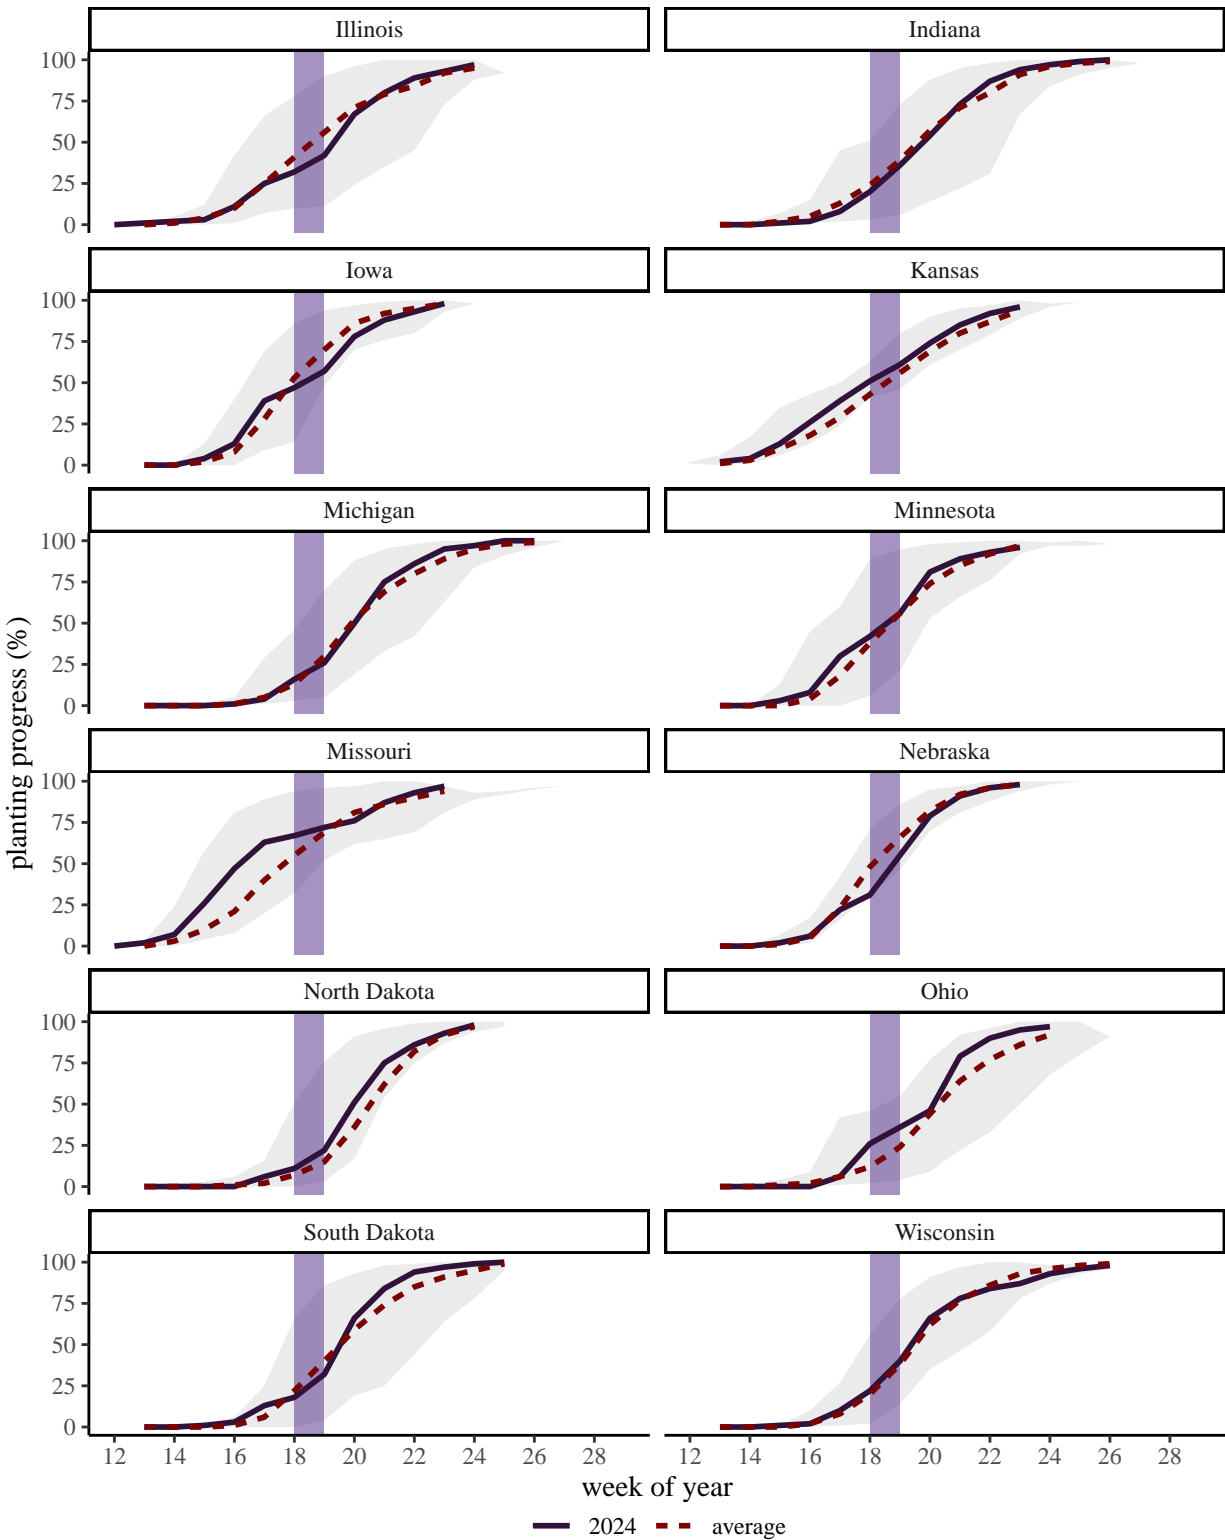 Illinois
Indiana
100
75
50
25
0
Iowa
Kansas
100
75
50
25
0
Michigan
Minnesota
100
75
50
25
0
planting progress (%)
Missouri
Nebraska
100
75
50
25
0
North Dakota
Ohio
100
75
50
25
0
South Dakota
Wisconsin
100
75
50
25
0
12 14 16 18 20 22 24 26 28
12 14 16 18 20 22 24 26 28
week of year
2024 average